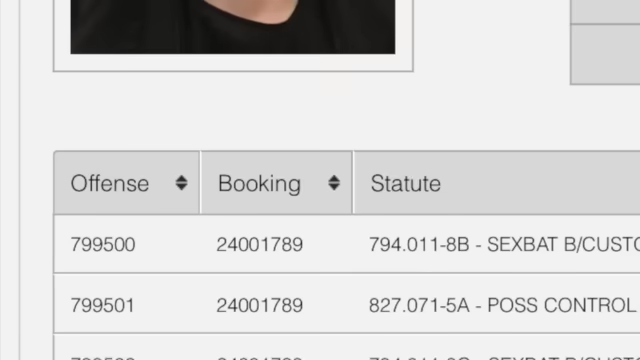 Offense Booking Statute
799500 24001789 794.011-8B - SEXBAT B/CUSTO
799501 24001789 827.071-5A - POSS CONTROL